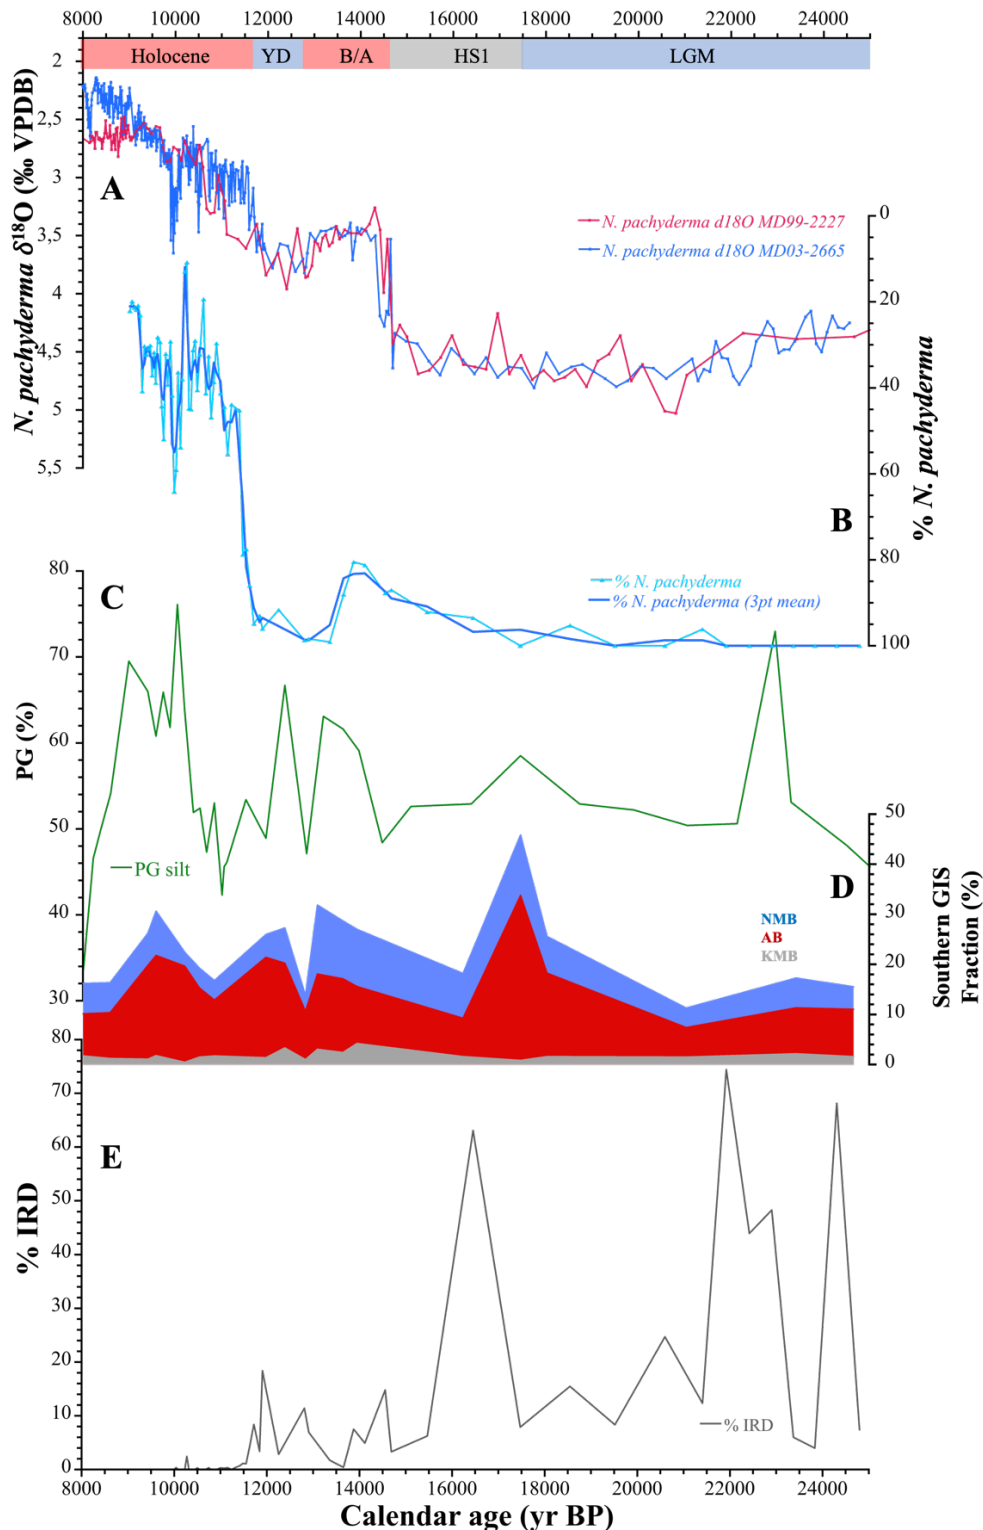 8000 10000 12000 14000 16000 18000 20000 22000 24000
Holocene YD B/A HS1 LGM
2
2,5
3
3,5
4
4,5
5
5,5
N. pachyderma δ¹⁸O (‰ VPDB)
A
N. pachyderma d18O MD99-2227
N. pachyderma d18O MD03-2665
0
20
40
60
80
100
% N. pachyderma
B
% N. pachyderma
% N. pachyderma (3pt mean)
C
80
70
60
50
40
30
PG (%)
PG silt
D
50
40
30
20
10
0
Southern GIS
Fraction (%)
NMB
AB
KMB
80
70
60
50
40
30
20
10
0
% IRD
E
% IRD
8000 10000 12000 14000 16000 18000 20000 22000 24000
Calendar age (yr BP)